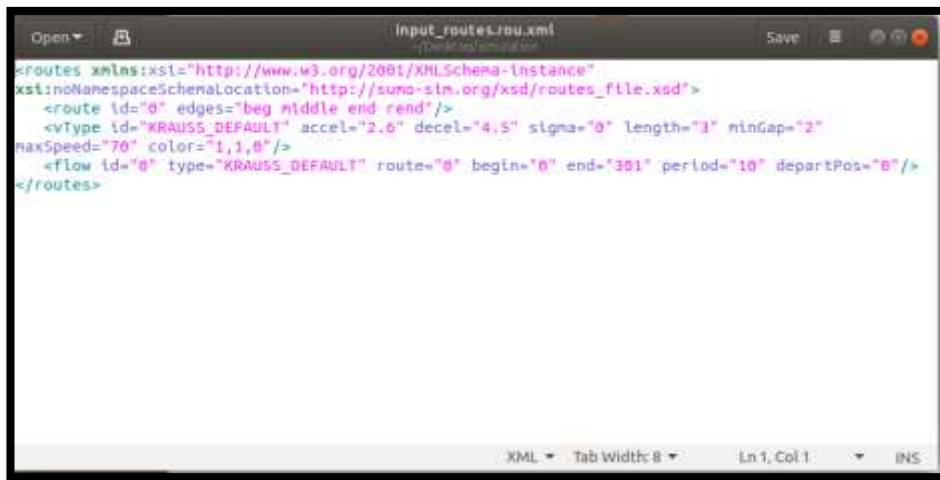 Open
input_routes.rou.xml
Save
~/Desktop/simulation
<routes xmlns:xsi="http://www.w3.org/2001/XMLSchema-instance"
xsi:noNamespaceSchemaLocation="http://sumo-sim.org/xsd/routes_file.xsd">
<route id="0" edges="beg middle end rend"/>
<vType id="KRAUSS_DEFAULT" accel="2.6" decel="4.5" sigma="0" length="3" minGap="2"
maxSpeed="70" color="1,1,0"/>
<flow id="0" type="KRAUSS_DEFAULT" route="0" begin="0" end="301" period="10" departPos="0"/>
</routes>
XML Tab Width: 8 Ln 1, Col 1 INS